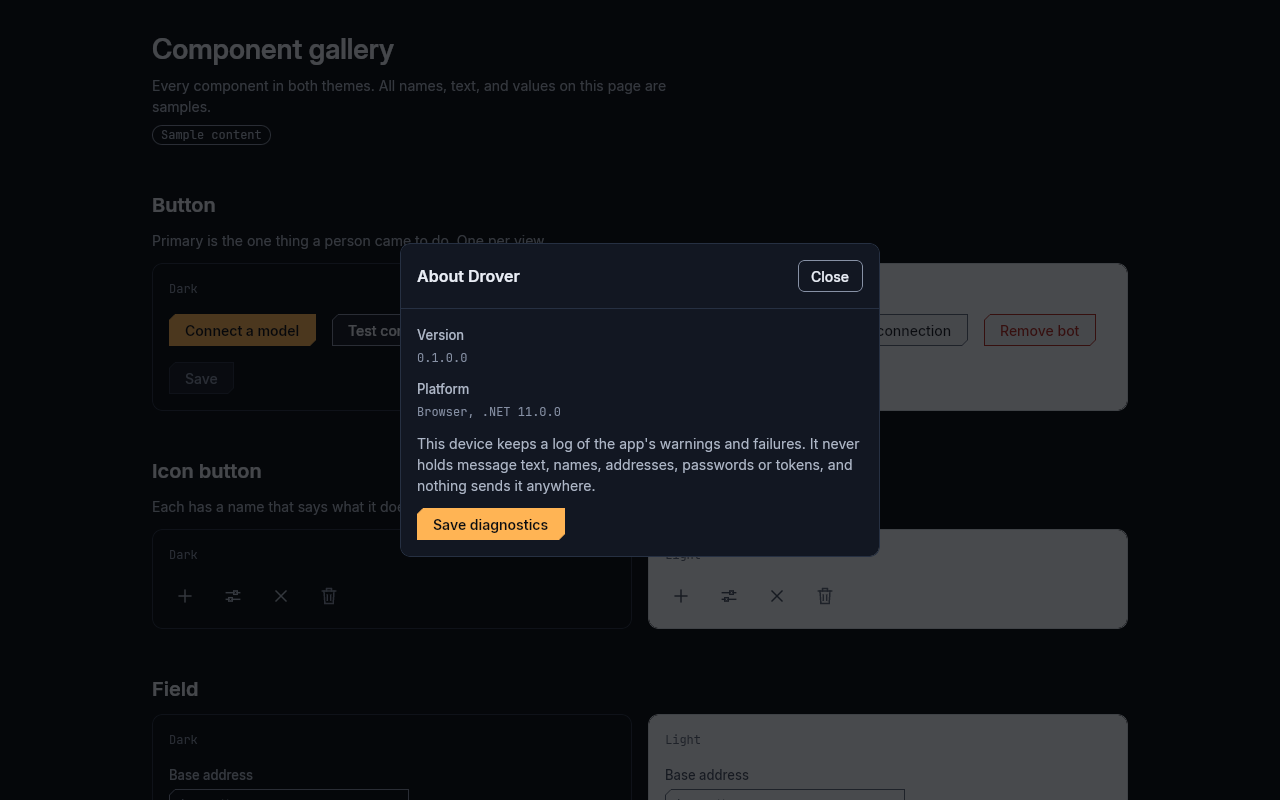 Component gallery
Every component in both themes. All names, text, and values on this page are
samples.
Sample content
Button
Primary is the one thing a person came to do. One per view.
Dark
Connect a model
Test con
connection
Remove bot
Save
About Drover
Close
Version
0.1.0.0
Platform
Browser, .NET 11.0.0
This device keeps a log of the app's warnings and failures. It never
holds message text, names, addresses, passwords or tokens, and
nothing sends it anywhere.
Save diagnostics
Icon button
Each has a name that says what it doe
Dark
Light
Field
Dark
Light
Base address
Base address